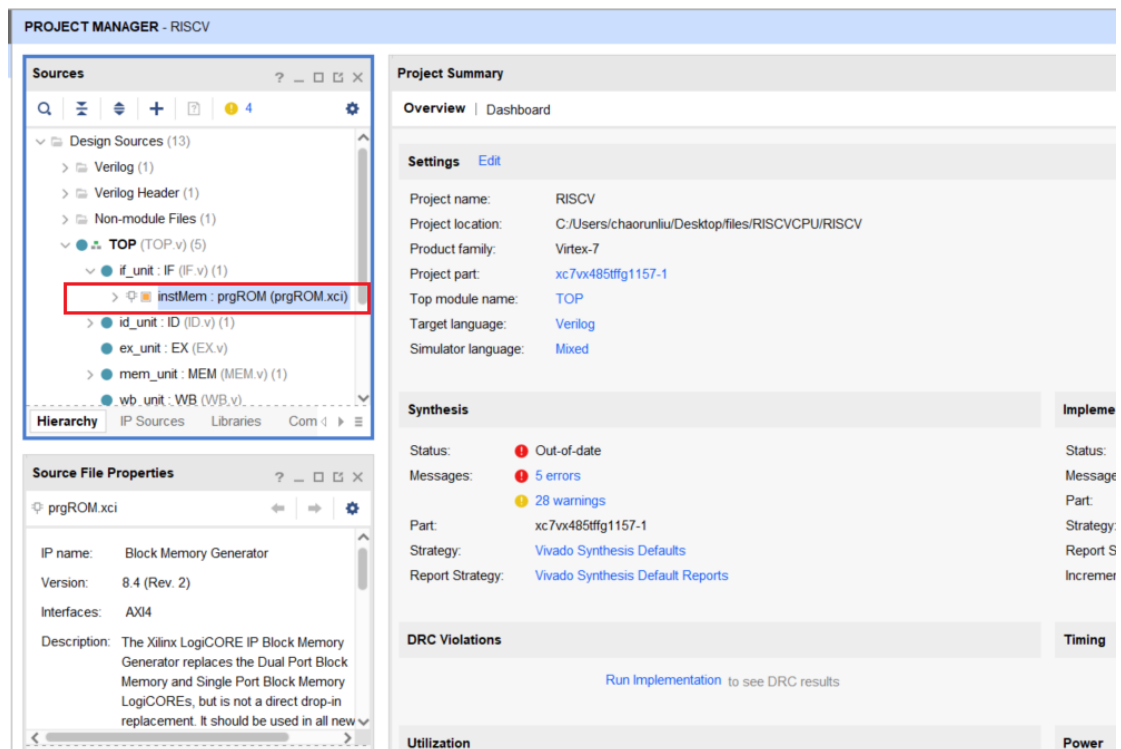 PROJECT MANAGER - RISCV
Sources
? _
4
Design Sources (13)
Verilog (1)
Verilog Header (1)
Non-module Files (1)
TOP (TOP.v) (5)
if_unit : IF (IF.v) (1)
instMem : prgROM (prgROM.xci)
id_unit : ID (ID.v) (1)
ex_unit : EX (EX.v)
mem_unit : MEM (MEM.v) (1)
wb_unit : WB (WB.v)
Hierarchy IP Sources Libraries Com
Source File Properties
? _
prgROM.xci
IP name: Block Memory Generator
Version: 8.4 (Rev. 2)
Interfaces: AXI4
Description: The Xilinx LogiCORE IP Block Memory
Generator replaces the Dual Port Block
Memory and Single Port Block Memory
LogiCOREs, but is not a direct drop-in
replacement. It should be used in all new
Project Summary
Overview | Dashboard
Settings Edit
Project name: RISCV
Project location: C:/Users/chaorunliu/Desktop/files/RISCVCPU/RISCV
Product family: Virtex-7
Project part: xc7vx485tffg1157-1
Top module name: TOP
Target language: Verilog
Simulator language: Mixed
Synthesis
Status: Out-of-date
Messages: 5 errors
28 warnings
Part: xc7vx485tffg1157-1
Strategy: Vivado Synthesis Defaults
Report Strategy: Vivado Synthesis Default Reports
Impleme
Status:
Message
Part:
Strategy:
Report S
Incremer
DRC Violations
Run Implementation to see DRC results
Timing
Utilization
Power